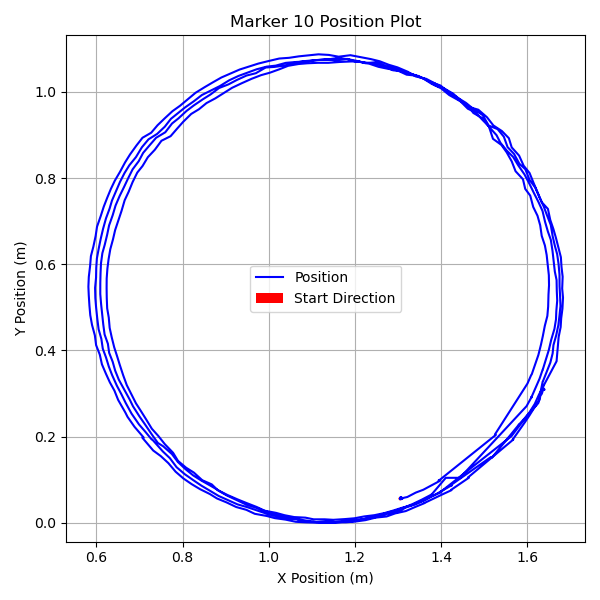 Marker 10 Position Plot
Y Position (m)
1.0
0.8
0.6
0.4
0.2
0.0
Position
Start Direction
0.6 0.8 1.0 1.2 1.4 1.6
X Position (m)